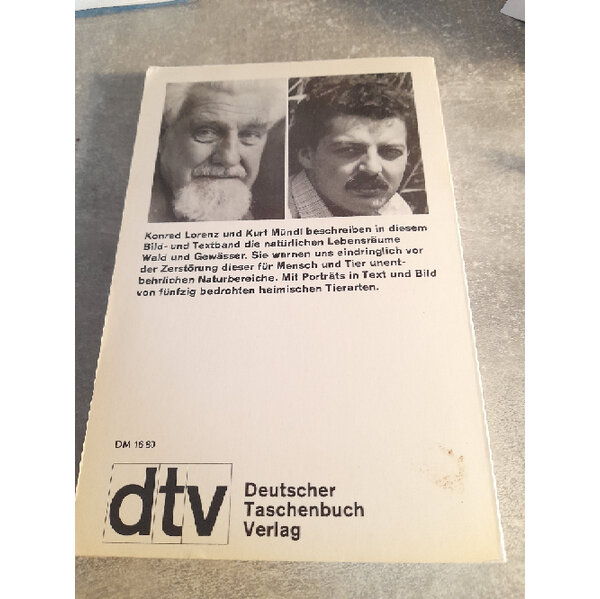 Konrad Lorenz und Kurt Mündl beschreiben in diesem
Bild- und Textband die natürlichen Lebensräume
Wald und Gewässer. Sie warnen uns eindringlich vor
der Zerstörung dieser für Mensch und Tier unent-
behrlichen Naturbereiche. Mit Porträts in Text und Bild
von fünfzig bedrohten heimischen Tierarten.
DM 16.80
dtv
Deutscher
Taschenbuch
Verlag